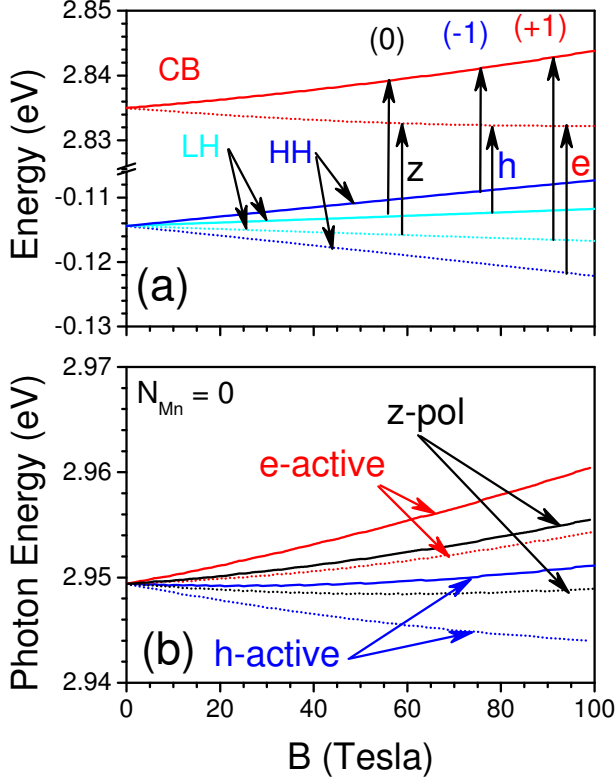 2.85
(0) (-1) (+1)
2.84
CB
2.83
LH HH z h e
-0.11
-0.12
(a)
-0.13
Energy (eV)
2.97
N_Mn = 0
z-pol
2.96
e-active
2.95
(b) h-active
2.94
Photon Energy (eV)
0 20 40 60 80 100
B (Tesla)